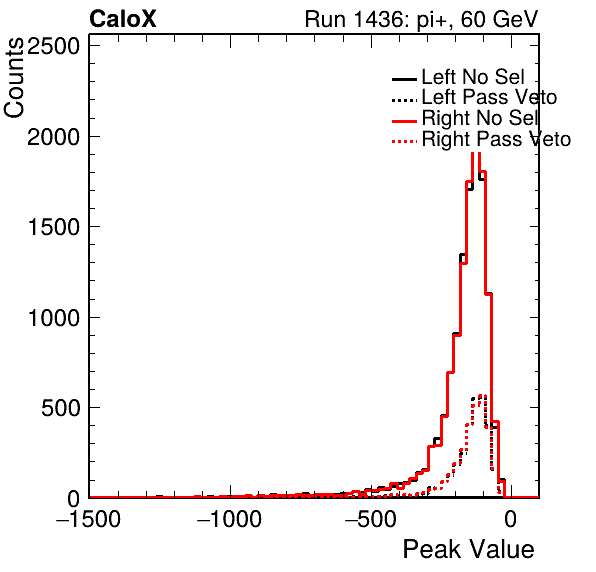 CaloX Run 1436: pi+, 60 GeV
Counts
2500
2000
1500
1000
500
0
Left No Sel
Left Pass Veto
Right No Sel
Right Pass Veto
−1500 −1000 −500 0
Peak Value